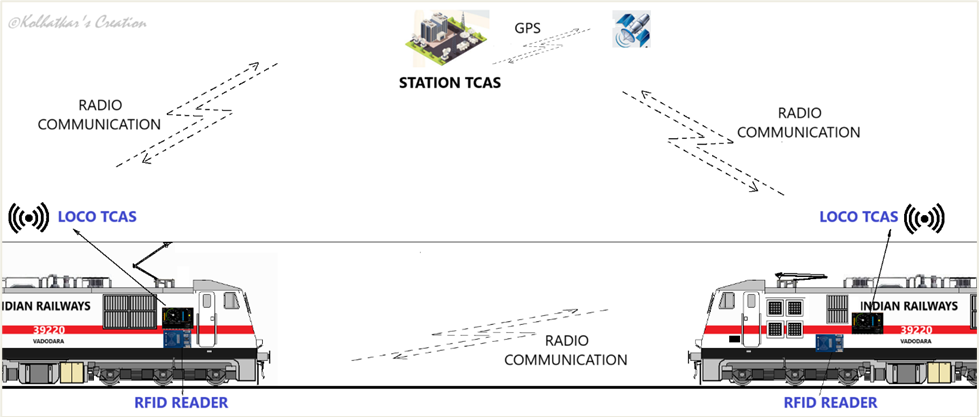 ©Kolhatkar's Creation
GPS
STATION TCAS
RADIO
COMMUNICATION
RADIO
COMMUNICATION
LOCO TCAS
LOCO TCAS
NDIAN RAILWAYS
39220
VADODARA
INDIAN RAILWAYS
39220
VADODARA
RADIO
COMMUNICATION
RFID READER
RFID READER